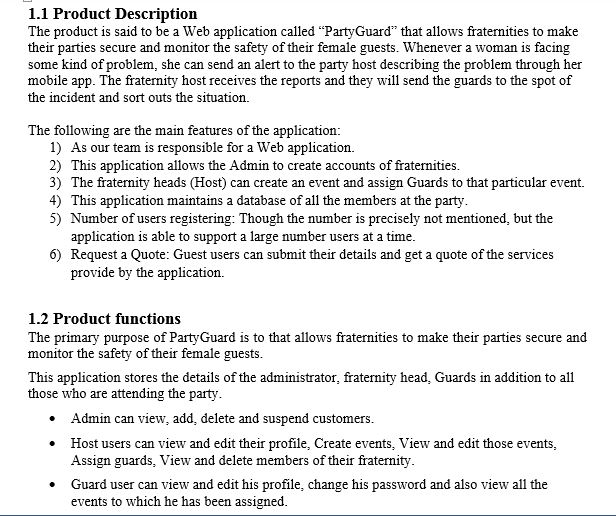 1.1 Product Description
The product is said to be a Web application called “PartyGuard” that allows fraternities to make
their parties secure and monitor the safety of their female guests. Whenever a woman is facing
some kind of problem, she can send an alert to the party host describing the problem through her
mobile app. The fraternity host receives the reports and they will send the guards to the spot of
the incident and sort outs the situation.
The following are the main features of the application:
1) As our team is responsible for a Web application.
2) This application allows the Admin to create accounts of fraternities.
3) The fraternity heads (Host) can create an event and assign Guards to that particular event.
4) This application maintains a database of all the members at the party.
5) Number of users registering: Though the number is precisely not mentioned, but the
application is able to support a large number users at a time.
6) Request a Quote: Guest users can submit their details and get a quote of the services
provide by the application.
1.2 Product functions
The primary purpose of PartyGuard is to that allows fraternities to make their parties secure and
monitor the safety of their female guests.
This application stores the details of the administrator, fraternity head, Guards in addition to all
those who are attending the party.
• Admin can view, add, delete and suspend customers.
• Host users can view and edit their profile, Create events, View and edit those events,
Assign guards, View and delete members of their fraternity.
• Guard user can view and edit his profile, change his password and also view all the
events to which he has been assigned.